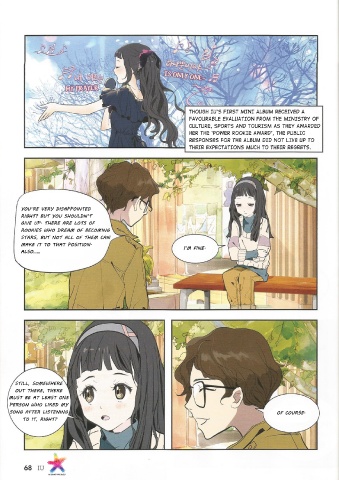 THOUGH IU'S FIRST MINI ALBUM RECEIVED A
FAVOURABLE EVALUATION FROM THE MINISTRY OF
CULTURE, SPORTS AND TOURISM AS THEY AWARDED
HER THE 'POWER ROOKIE AWARD', THE PUBLIC
RESPONSES FOR THE ALBUM DID NOT LIVE UP TO
THEIR EXPECTATIONS MUCH TO THEIR REGRETS.
YOU'RE VERY DISAPPOINTED
RIGHT? BUT YOU SHOULDN'T
GIVE UP. THERE ARE LOTS OF
ROOKIES WHO DREAM OF BECOMING
STARS, BUT NOT ALL OF THEM CAN
MAKE IT TO THAT POSITION.
ALSO....
I'M FINE.
STILL, SOMEWHERE
OUT THERE, THERE
MUST BE AT LEAST ONE
PERSON WHO LIKED MY
SONG AFTER LISTENING
TO IT, RIGHT?
OF COURSE.
68 IU